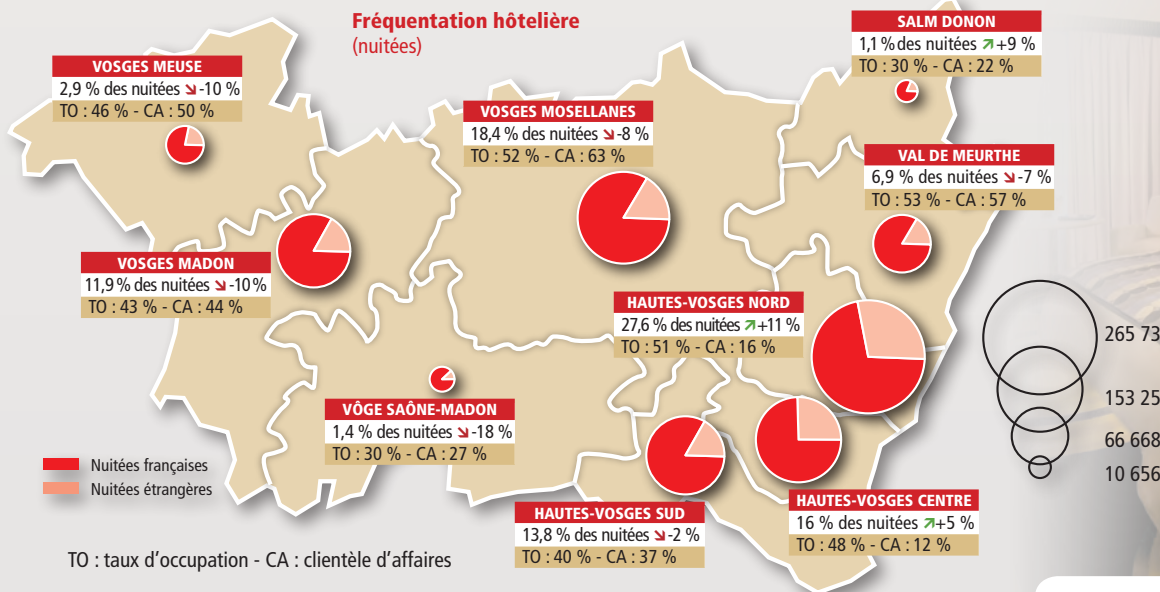 Fréquentation hôtelière
(nuitées)
SALM DONON
1,1 % des nuitées ↗ +9 %
TO : 30 % - CA : 22 %
VOSGES MEUSE
2,9 % des nuitées ↘ -10 %
TO : 46 % - CA : 50 %
VOSGES MOSELLANES
18,4 % des nuitées ↘ -8 %
TO : 52 % - CA : 63 %
VAL DE MEURTHE
6,9 % des nuitées ↘ -7 %
TO : 53 % - CA : 57 %
VOSGES MADON
11,9 % des nuitées ↘ -10 %
TO : 43 % - CA : 44 %
HAUTES-VOSGES NORD
27,6 % des nuitées ↗ +11 %
TO : 51 % - CA : 16 %
VÔGE SAÔNE-MADON
1,4 % des nuitées ↘ -18 %
TO : 30 % - CA : 27 %
HAUTES-VOSGES SUD
13,8 % des nuitées ↘ -2 %
TO : 40 % - CA : 37 %
HAUTES-VOSGES CENTRE
16 % des nuitées ↗ +5 %
TO : 48 % - CA : 12 %
265 73
153 25
66 668
10 656
Nuitées françaises
Nuitées étrangères
TO : taux d'occupation - CA : clientèle d'affaires